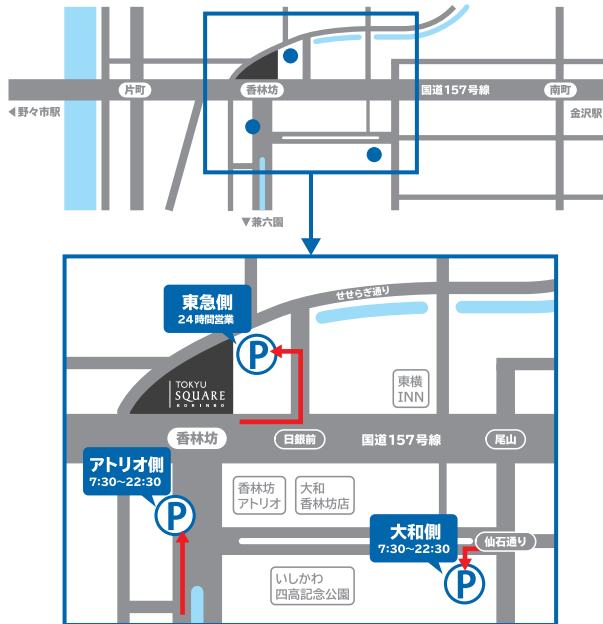 片町
香林坊
国道157号線
南町
野々市駅
金沢駅
兼六園
せせらぎ通り
東急側
24時間営業
P
TOKYU
SQUARE
KORINBO
東横
INN
香林坊
日銀前
国道157号線
尾山
アトリオ側
7:30~22:30
P
香林坊
アトリオ
大和
香林坊店
大和側
7:30~22:30
仙石通り
P
いしかわ
四高記念公園